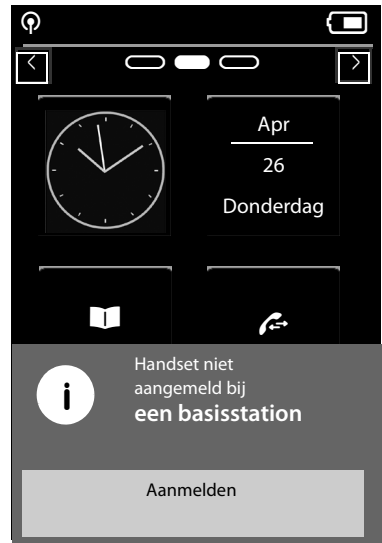 Apr
26
Donderdag
Handset niet
aangemeld bij
een basisstation
Aanmelden